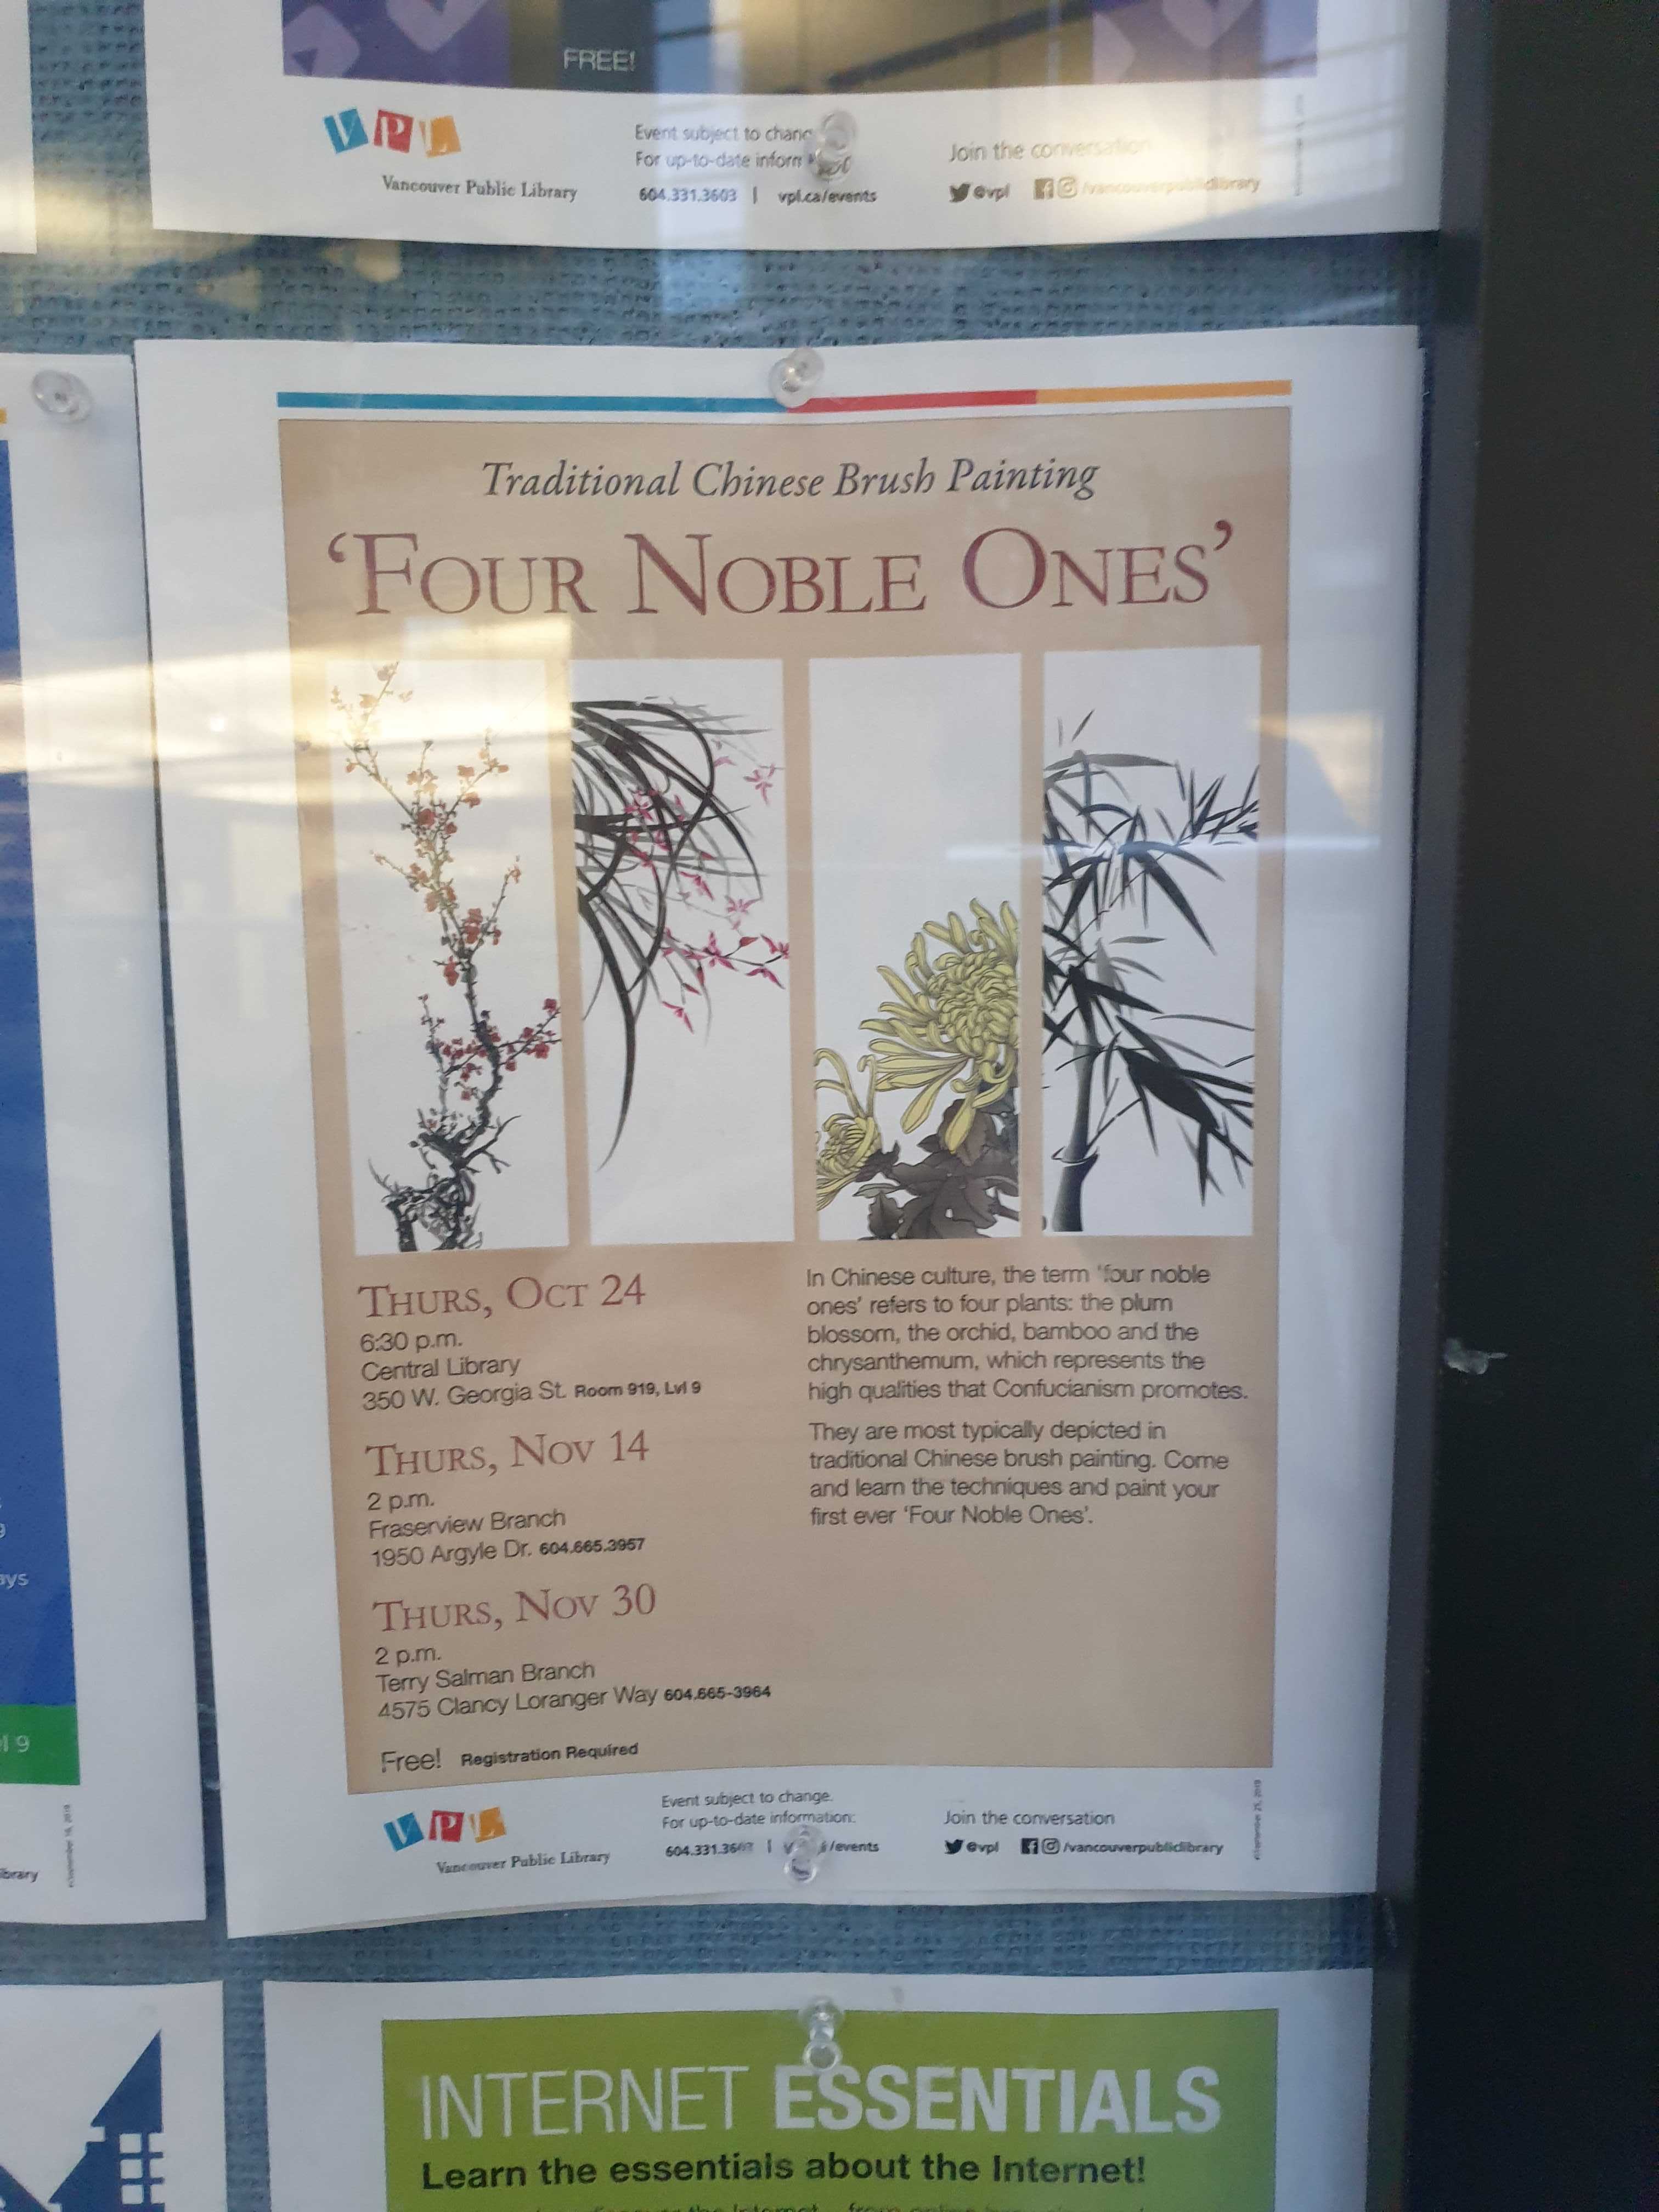 FREE!
VPL
Vancouver Public Library
Event subject to
For up-to-date
604.331.3603 | vpl.ca/events
Join the conversation
@vpl /vancouverpubliclibrary
Traditional Chinese Brush Painting
‘FOUR NOBLE ONES’
THURS, OCT 24
6:30 p.m.
Central Library
350 W. Georgia St. Room 919, Lvl 9
THURS, NOV 14
2 p.m.
Fraserview Branch
1950 Argyle Dr. 604.665.3957
THURS, NOV 30
2 p.m.
Terry Salman Branch
4575 Clancy Loranger Way 604.665-3964
Free! Registration Required
In Chinese culture, the term ‘four noble
ones’ refers to four plants: the plum
blossom, the orchid, bamboo and the
chrysanthemum, which represents the
high qualities that Confucianism promotes.
They are most typically depicted in
traditional Chinese brush painting. Come
and learn the techniques and paint your
first ever ‘Four Noble Ones’.
VPL
Vancouver Public Library
Event subject to change.
For up-to-date information:
/events
Join the conversation
@vpl /vancouverpubliclibrary
INTERNET ESSENTIALS
Learn the essentials about the Internet!